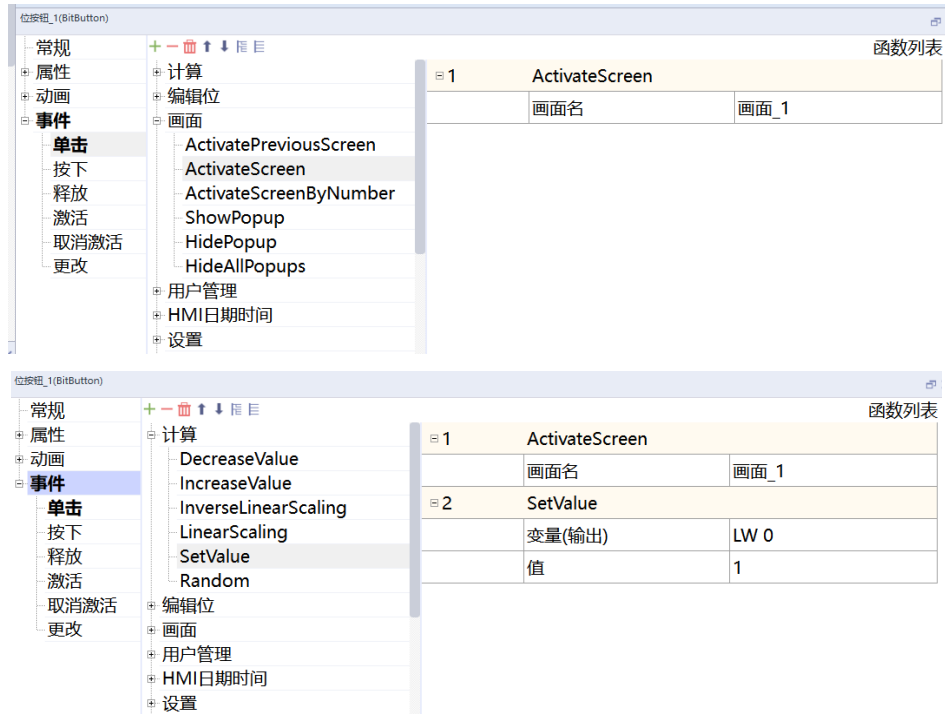 位按钮_1(BitButton)
常规
属性
动画
事件
单击
按下
释放
激活
取消激活
更改
计算
编辑位
画面
ActivatePreviousScreen
ActivateScreen
ActivateScreenByNumber
ShowPopup
HidePopup
HideAllPopups
用户管理
HMI日期时间
设置
函数列表
1 ActivateScreen
画面名 画面_1
位按钮_1(BitButton)
常规
属性
动画
事件
单击
按下
释放
激活
取消激活
更改
计算
DecreaseValue
IncreaseValue
InverseLinearScaling
LinearScaling
SetValue
Random
编辑位
画面
用户管理
HMI日期时间
设置
函数列表
1 ActivateScreen
画面名 画面_1
2 SetValue
变量(输出) LW 0
值 1